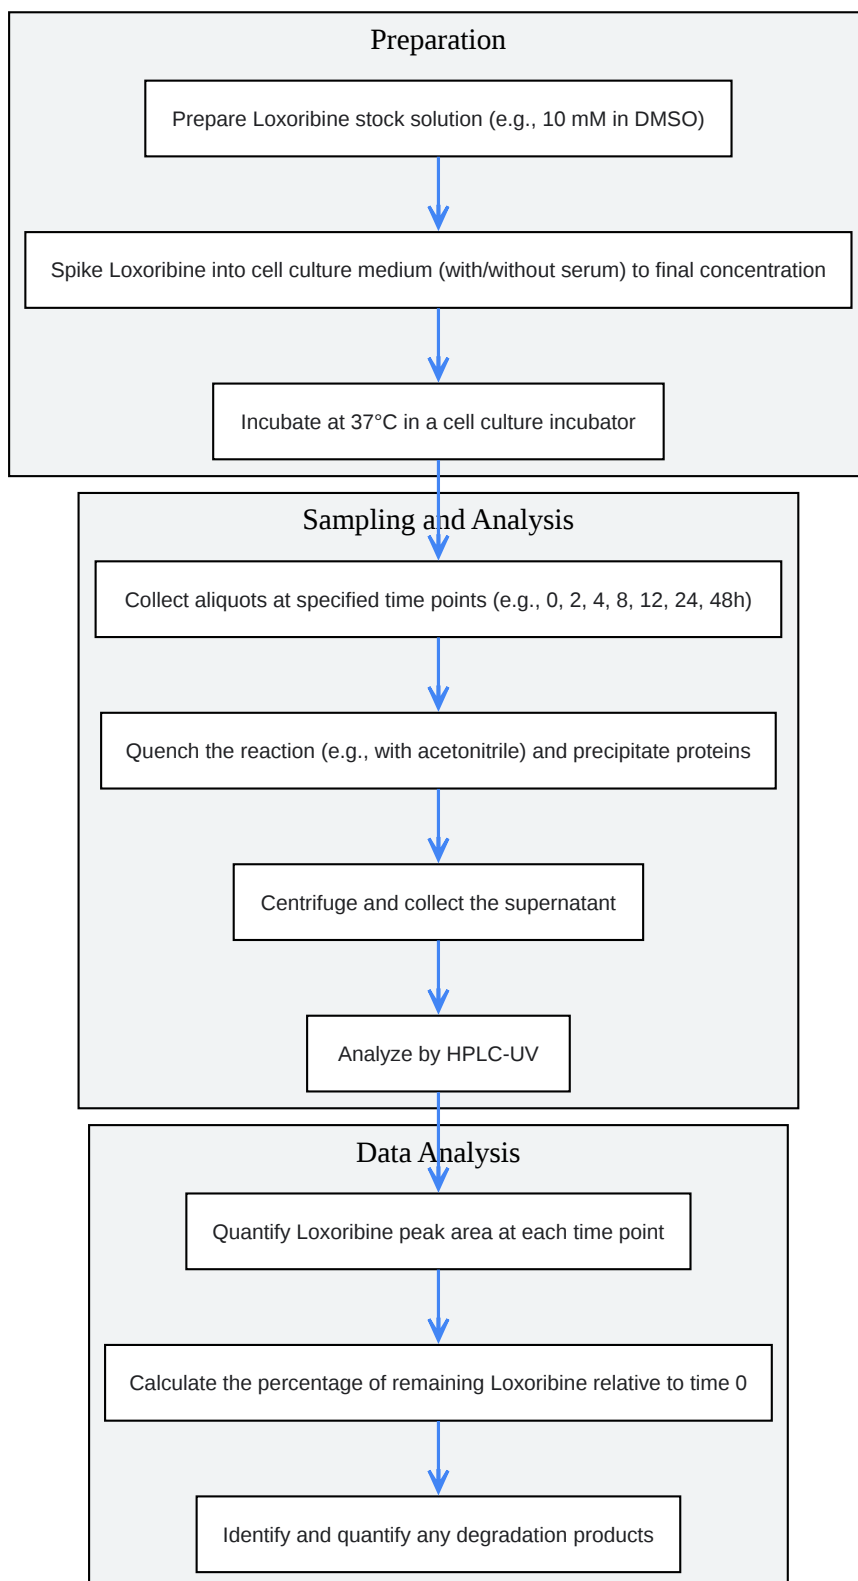 Preparation
Prepare Loxoribine stock solution (e.g., 10 mM in DMSO)
Spike Loxoribine into cell culture medium (with/without serum) to final concentration
Incubate at 37°C in a cell culture incubator
Sampling and Analysis
Collect aliquots at specified time points (e.g., 0, 2, 4, 8, 12, 24, 48h)
Quench the reaction (e.g., with acetonitrile) and precipitate proteins
Centrifuge and collect the supernatant
Analyze by HPLC-UV
Data Analysis
Quantify Loxoribine peak area at each time point
Calculate the percentage of remaining Loxoribine relative to time 0
Identify and quantify any degradation products